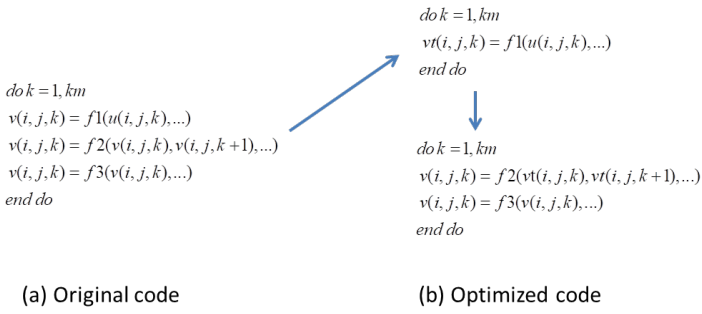 do k = 1, km
v(i, j,k) = f1(u(i, j,k),...)
v(i, j,k) = f2(v(i, j,k),v(i, j,k +1),...)
v(i, j,k) = f3(v(i, j,k),...)
end do
(a) Original code
do k = 1, km
vt(i, j,k) = f1(u(i, j,k),...)
end do
do k = 1, km
v(i, j,k) = f2(vt(i, j,k),vt(i, j,k +1),...)
v(i, j,k) = f3(v(i, j,k),...)
end do
(b) Optimized code